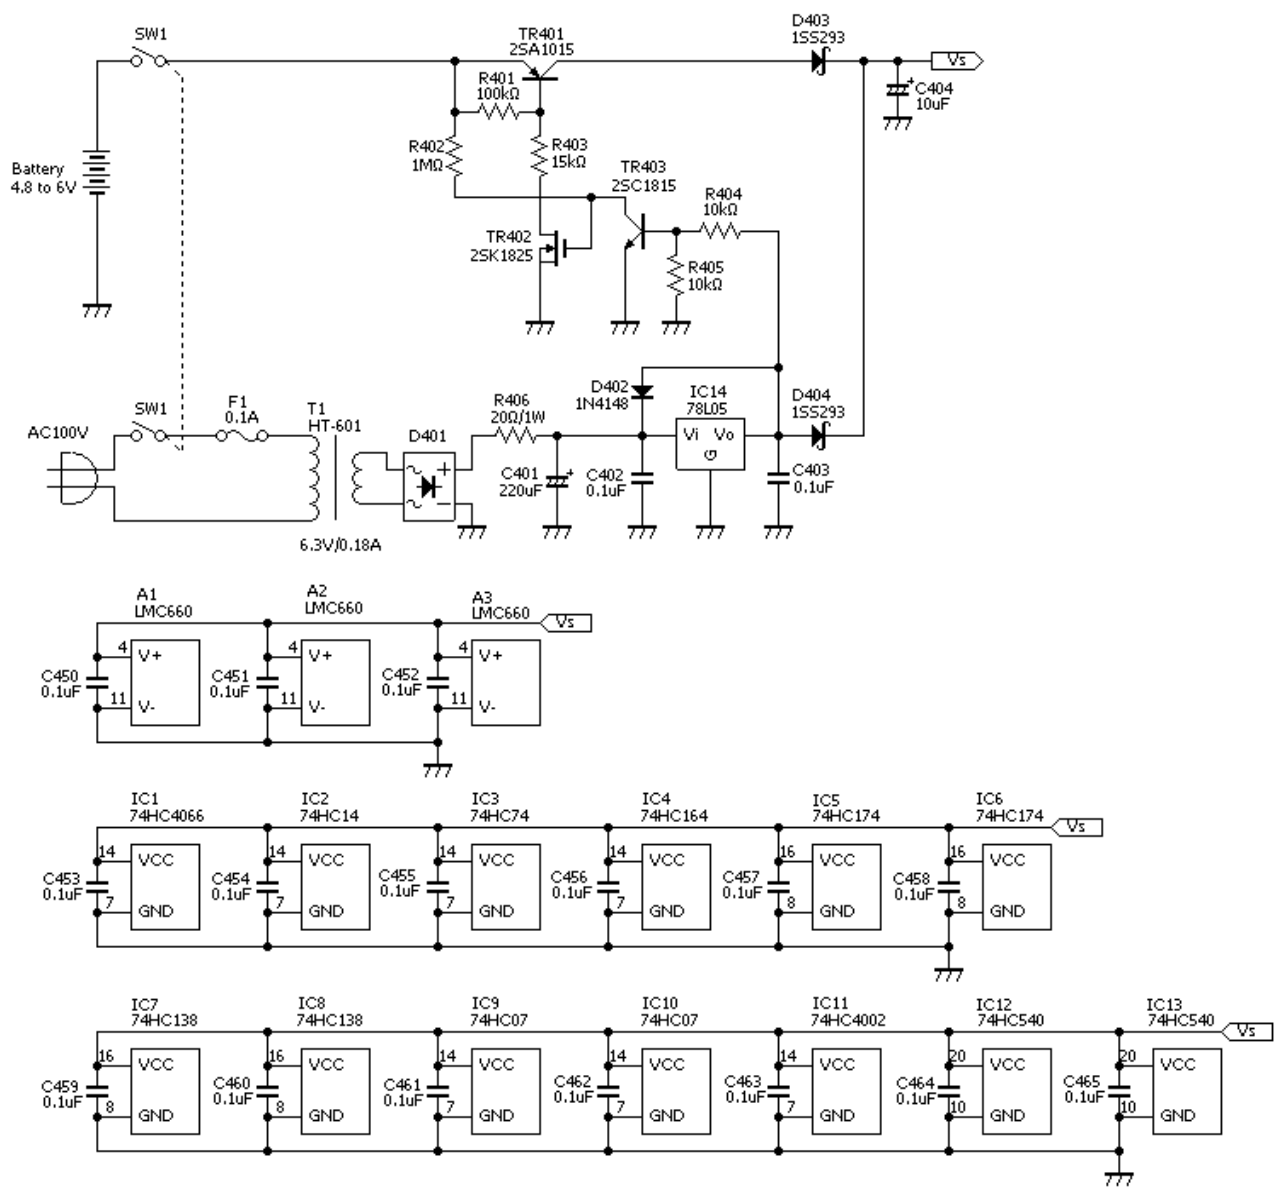 SW1
TR401
2SA1015
D403
1SS293
Vs
R401
100kΩ
C404
10uF
+
R402
1MΩ
R403
15kΩ
Battery
4.8 to 6V
TR403
2SC1815
R404
10kΩ
TR402
2SK1825
R405
10kΩ
SW1
F1
0.1A
T1
HT-601
AC100V
D401
+
−
R406
20Ω/1W
D402
1N4148
IC14
78L05
Vi Vo
G
D404
1SS293
C401
220uF
+
C402
0.1uF
C403
0.1uF
6.3V/0.18A
A1
LMC660
A2
LMC660
A3
LMC660
Vs
4 V+
4 V+
4 V+
C450
0.1uF
C451
0.1uF
C452
0.1uF
11 V-
11 V-
11 V-
IC1
74HC4066
IC2
74HC14
IC3
74HC74
IC4
74HC164
IC5
74HC174
IC6
74HC174
Vs
14 VCC
14 VCC
14 VCC
14 VCC
16 VCC
16 VCC
C453
0.1uF
C454
0.1uF
C455
0.1uF
C456
0.1uF
C457
0.1uF
C458
0.1uF
7 GND
7 GND
7 GND
7 GND
8 GND
8 GND
IC7
74HC138
IC8
74HC138
IC9
74HC07
IC10
74HC07
IC11
74HC4002
IC12
74HC540
IC13
74HC540
Vs
16 VCC
16 VCC
14 VCC
14 VCC
14 VCC
20 VCC
20 VCC
C459
0.1uF
C460
0.1uF
C461
0.1uF
C462
0.1uF
C463
0.1uF
C464
0.1uF
C465
0.1uF
8 GND
8 GND
7 GND
7 GND
7 GND
10 GND
10 GND